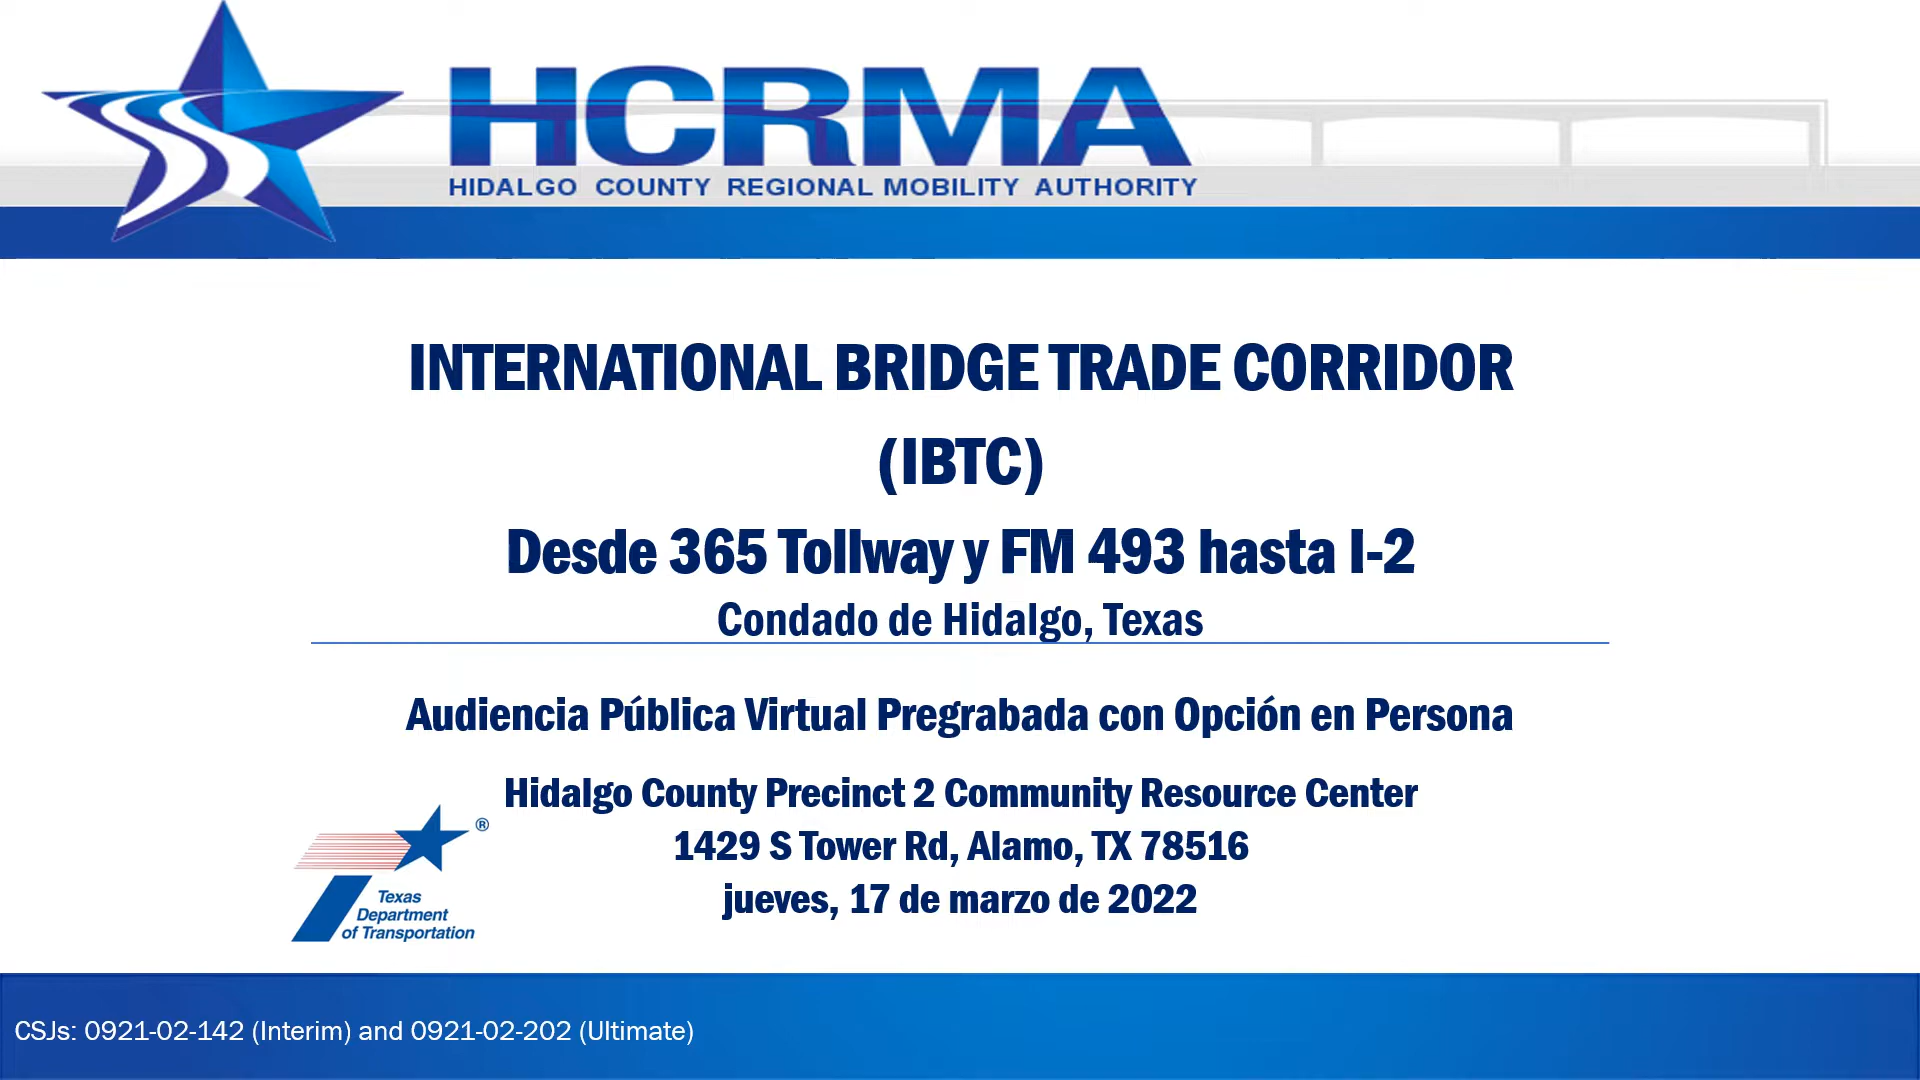 HCRMA
HIDALGO COUNTY REGIONAL MOBILITY AUTHORITY
INTERNATIONAL BRIDGE TRADE CORRIDOR
(IBTC)
Desde 365 Tollway y FM 493 hasta I-2
Condado de Hidalgo, Texas
Audiencia Pública Virtual Pregrabada con Opción en Persona
Hidalgo County Precinct 2 Community Resource Center
1429 S Tower Rd, Alamo, TX 78516
jueves, 17 de marzo de 2022
®
Texas
Department
of Transportation
CSJs: 0921-02-142 (Interim) and 0921-02-202 (Ultimate)